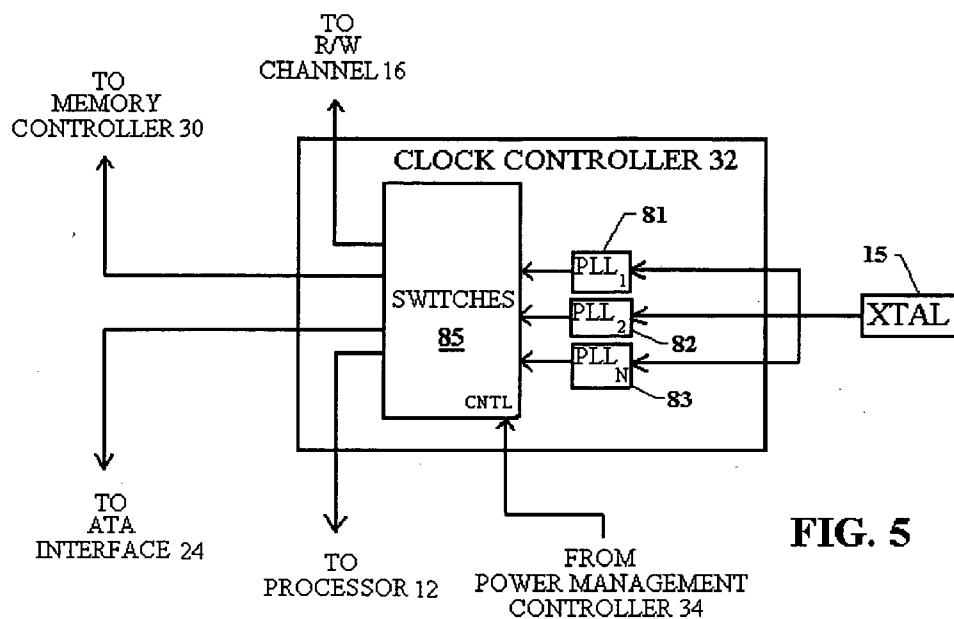 TO
R/W
CHANNEL 16
TO
MEMORY
CONTROLLER 30
CLOCK CONTROLLER 32
81
PLL1
15
XTAL
SWITCHES
85
PLL2
82
PLLN
83
CNTL
TO
ATA
INTERFACE 24
TO
PROCESSOR 12
FROM
POWER MANAGEMENT
CONTROLLER 34
FIG. 5